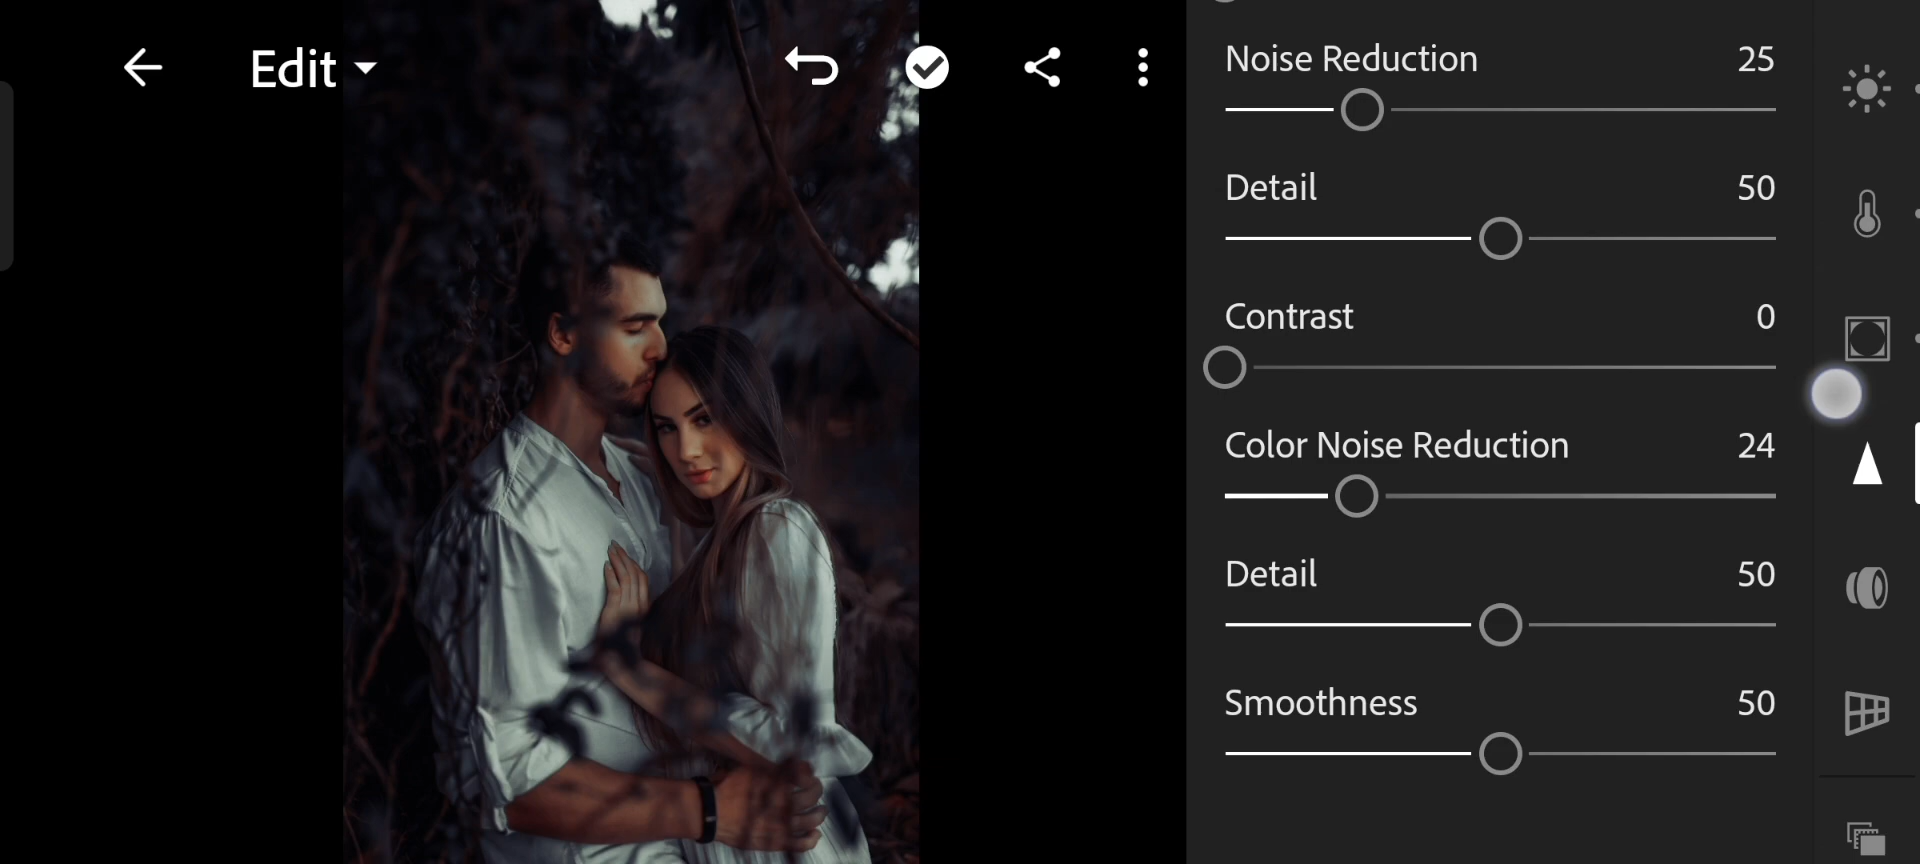 Edit
Noise Reduction 25
Detail 50
Contrast 0
Color Noise Reduction 24
Detail 50
Smoothness 50